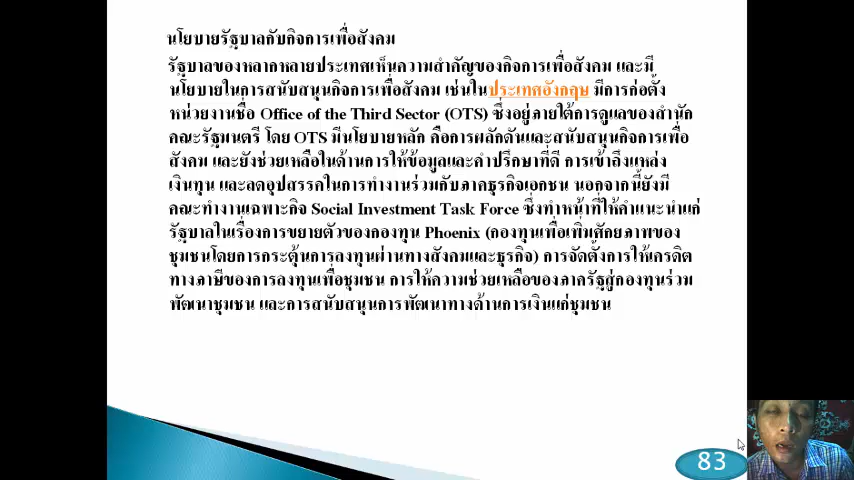 นโยบายรัฐบาลกับกิจการเพื่อสังคม
รัฐบาลของหลากหลายประเทศเห็นความสำคัญของกิจการเพื่อสังคม และมี
นโยบายในการสนับสนุนกิจการเพื่อสังคม เช่นในประเทศอังกฤษ มีการก่อตั้ง
หน่วยงานชื่อ Office of the Third Sector (OTS) ซึ่งอยู่ภายใต้การดูแลของสำนัก
คณะรัฐมนตรี โดย OTS มีนโยบายหลัก คือการผลักดันและสนับสนุนกิจการเพื่อ
สังคม และยังช่วยเหลือในด้านการให้ข้อมูลและคำปรึกษาที่ดี การเข้าถึงแหล่ง
เงินทุน และลดอุปสรรคในการทำงานร่วมกับภาคธุรกิจเอกชน นอกจากนี้ยังมี
คณะทำงานเฉพาะกิจ Social Investment Task Force ซึ่งทำหน้าที่ให้คำแนะนำแก่
รัฐบาลในเรื่องการขยายตัวของกองทุน Phoenix (กองทุนเพื่อเพิ่มศักยภาพของ
ชุมชนโดยการกระตุ้นการลงทุนผ่านทางสังคมและธุรกิจ) การจัดตั้งการให้เครดิต
ทางภาษีของการลงทุนเพื่อชุมชน การให้ความช่วยเหลือของภาครัฐสู่กองทุนร่วม
พัฒนาชุมชน และการสนับสนุนการพัฒนาทางด้านการเงินแก่ชุมชน
83